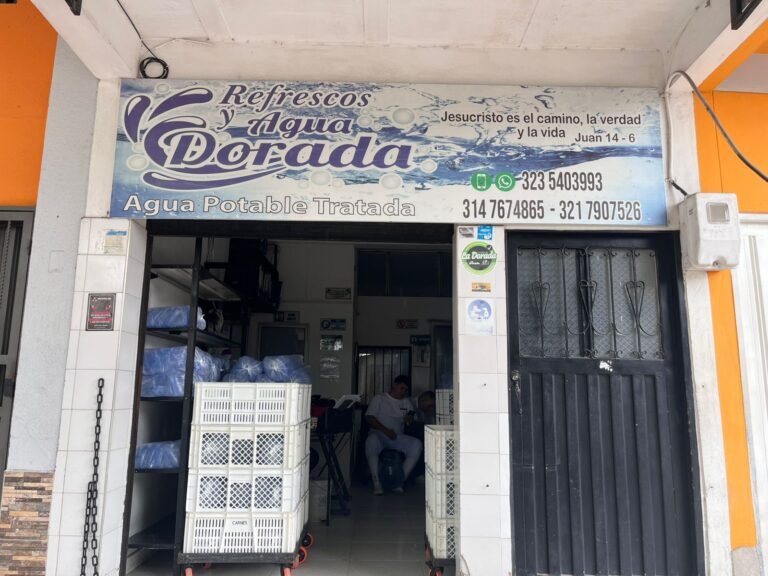 Refrescos
y Agua
Dorada
Agua Potable Tratada
Jesucristo es el camino, la verdad
y la vida Juan 14 - 6
323 5403993
314 7674865 - 321 7907526
La Dorada
CARNES